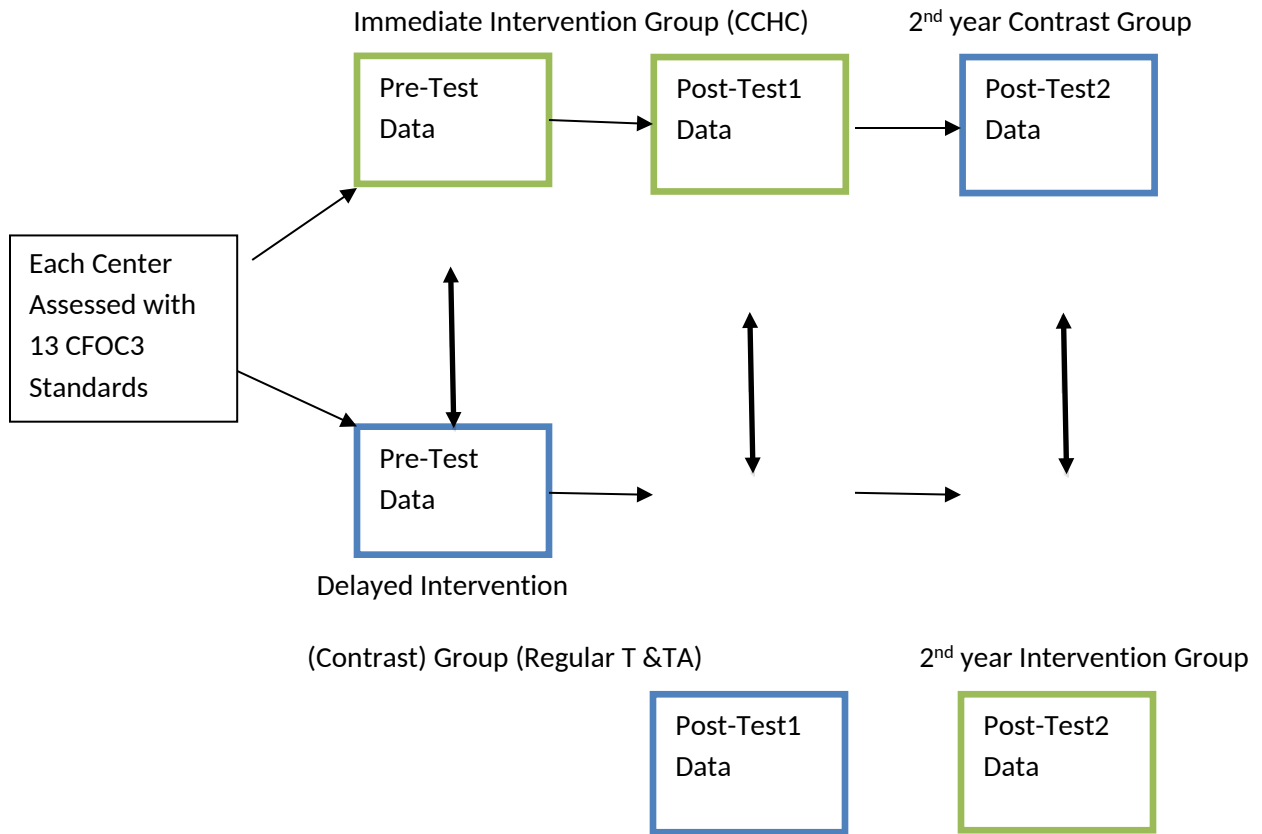 Immediate Intervention Group (CCHC)
2nd year Contrast Group
Pre-Test
Data
Post-Test1
Data
Post-Test2
Data
Each Center
Assessed with
13 CFOC3
Standards
Pre-Test
Data
Delayed Intervention
(Contrast) Group (Regular T &TA)
2nd year Intervention Group
Post-Test1
Data
Post-Test2
Data